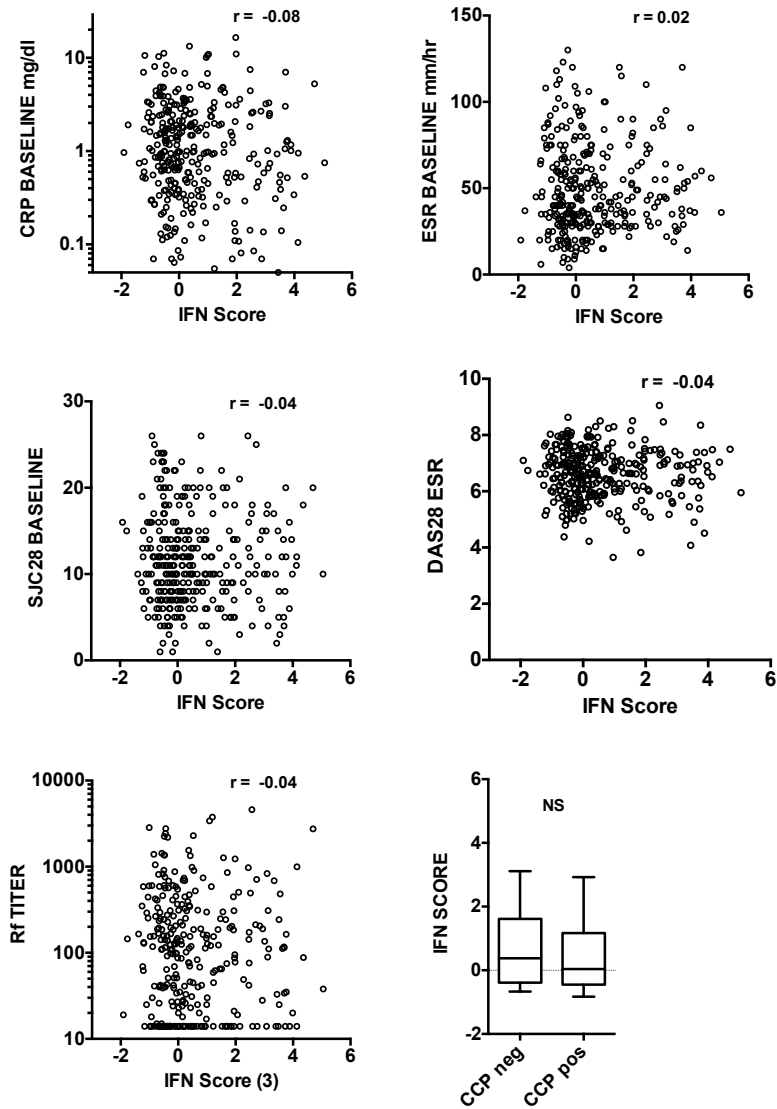 r = -0.08
CRP BASELINE mg/dl
10
1
0.1
-2 0 2 4 6
IFN Score
r = 0.02
ESR BASELINE mm/hr
150
100
50
0
-2 0 2 4 6
IFN Score
r = -0.04
SJC28 BASELINE
30
20
10
0
-2 0 2 4 6
IFN Score
r = -0.04
DAS28 ESR
10
8
6
4
2
0
-2 0 2 4 6
IFN Score
r = -0.04
Rf TITER
10000
1000
100
10
-2 0 2 4 6
IFN Score (3)
NS
IFN SCORE
6
4
2
0
-2
CCP neg
CCP pos